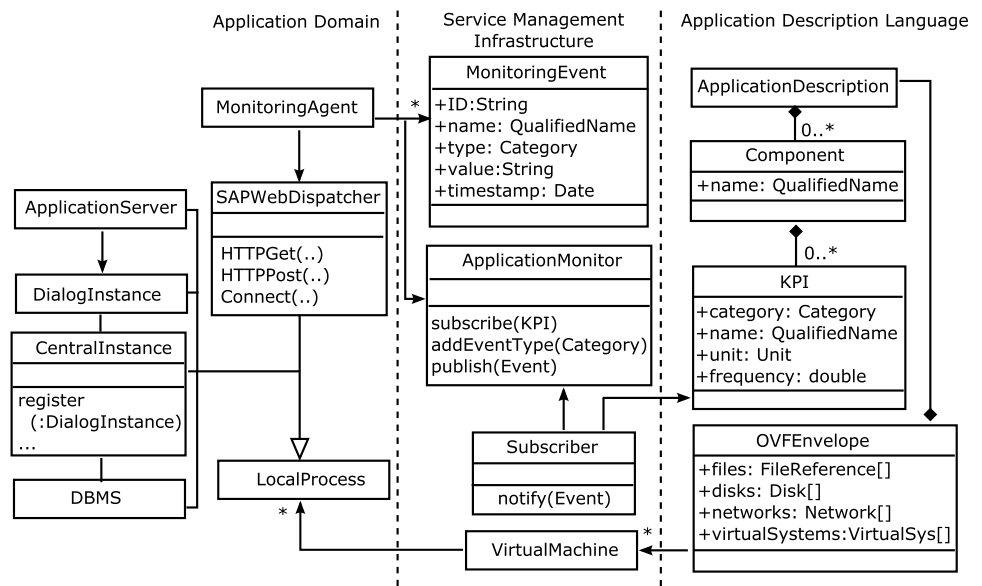 Application Domain
Service Management
Infrastructure
Application Description Language
MonitoringAgent
*
SAPWebDispatcher
HTTPGet(..)
HTTPPost(..)
Connect(..)
ApplicationServer
DialogInstance
CentralInstance
register
(:DialogInstance)
...
DBMS
LocalProcess
*
MonitoringEvent
+ID:String
+name: QualifiedName
+type: Category
+value:String
+timestamp: Date
ApplicationMonitor
subscribe(KPI)
addEventType(Category)
publish(Event)
Subscriber
notify(Event)
VirtualMachine
*
ApplicationDescription
0..*
Component
+name: QualifiedName
0..*
KPI
+category: Category
+name: QualifiedName
+unit: Unit
+frequency: double
OVFEnvelope
+files: FileReference[]
+disks: Disk[]
+networks: Network[]
+virtualSystems:VirtualSys[]